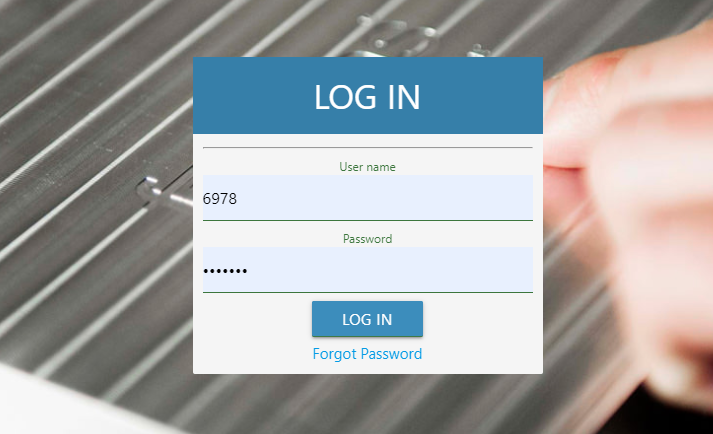 LOG IN
User name
6978
Password
•••••••
LOG IN
Forgot Password